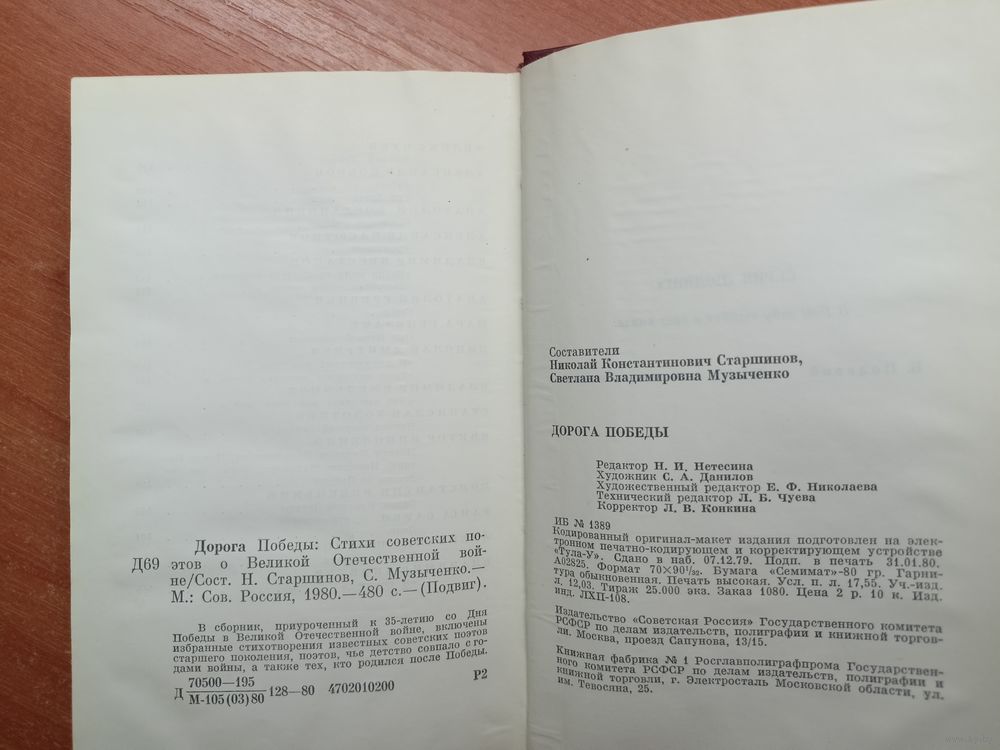 Дорога Победы: Стихи советских по-
Д69 этов о Великой Отечественной вой-
не/Сост. Н. Старшинов, С. Музыченко.—
М.: Сов. Россия, 1980.—480 с.—(Подвиг).
В сборник, приуроченный к 35-летию со Дня
Победы в Великой Отечественной войне, включены
избранные стихотворения известных советских поэтов
старшего поколения, поэтов, чье детство совпало с го-
дами войны, а также тех, кто родился после Победы.
70500—195
Д М-105(03)80 128—80 4702010200 Р2
Составители
Николай Константинович Старшинов,
Светлана Владимировна Музыченко
ДОРОГА ПОБЕДЫ
Редактор Н. И. Нетесина
Художник С. А. Данилов
Художественный редактор Е. Ф. Николаева
Технический редактор Л. Б. Чуева
Корректор Л. В. Конкина
ИБ № 1389
Кодированный оригинал-макет издания подготовлен на элек-
тронном печатно-кодирующем и корректирующем устройстве
«Тула-У». Сдано в наб. 07.12.79. Подп. в печать 31.01.80.
А02825. Формат 70×90¹/₃₂. Бумага «Семимат»-80 гр. Гарни-
тура обыкновенная. Печать высокая. Усл. п. л. 17,55. Уч.-изд.
л. 12,03. Тираж 25.000 экз. Заказ 1080. Цена 2 р. 10 к. Изд.
инд. ЛХП-108.
Издательство «Советская Россия» Государственного комитета
РСФСР по делам издательств, полиграфии и книжной торгов-
ли. Москва, проезд Сапунова, 13/15.
Книжная фабрика № 1 Росглавполиграфпрома Государствен-
ного комитета РСФСР по делам издательств, полиграфии и
книжной торговли, г. Электросталь Московской области, ул.
им. Тевосяна, 25.